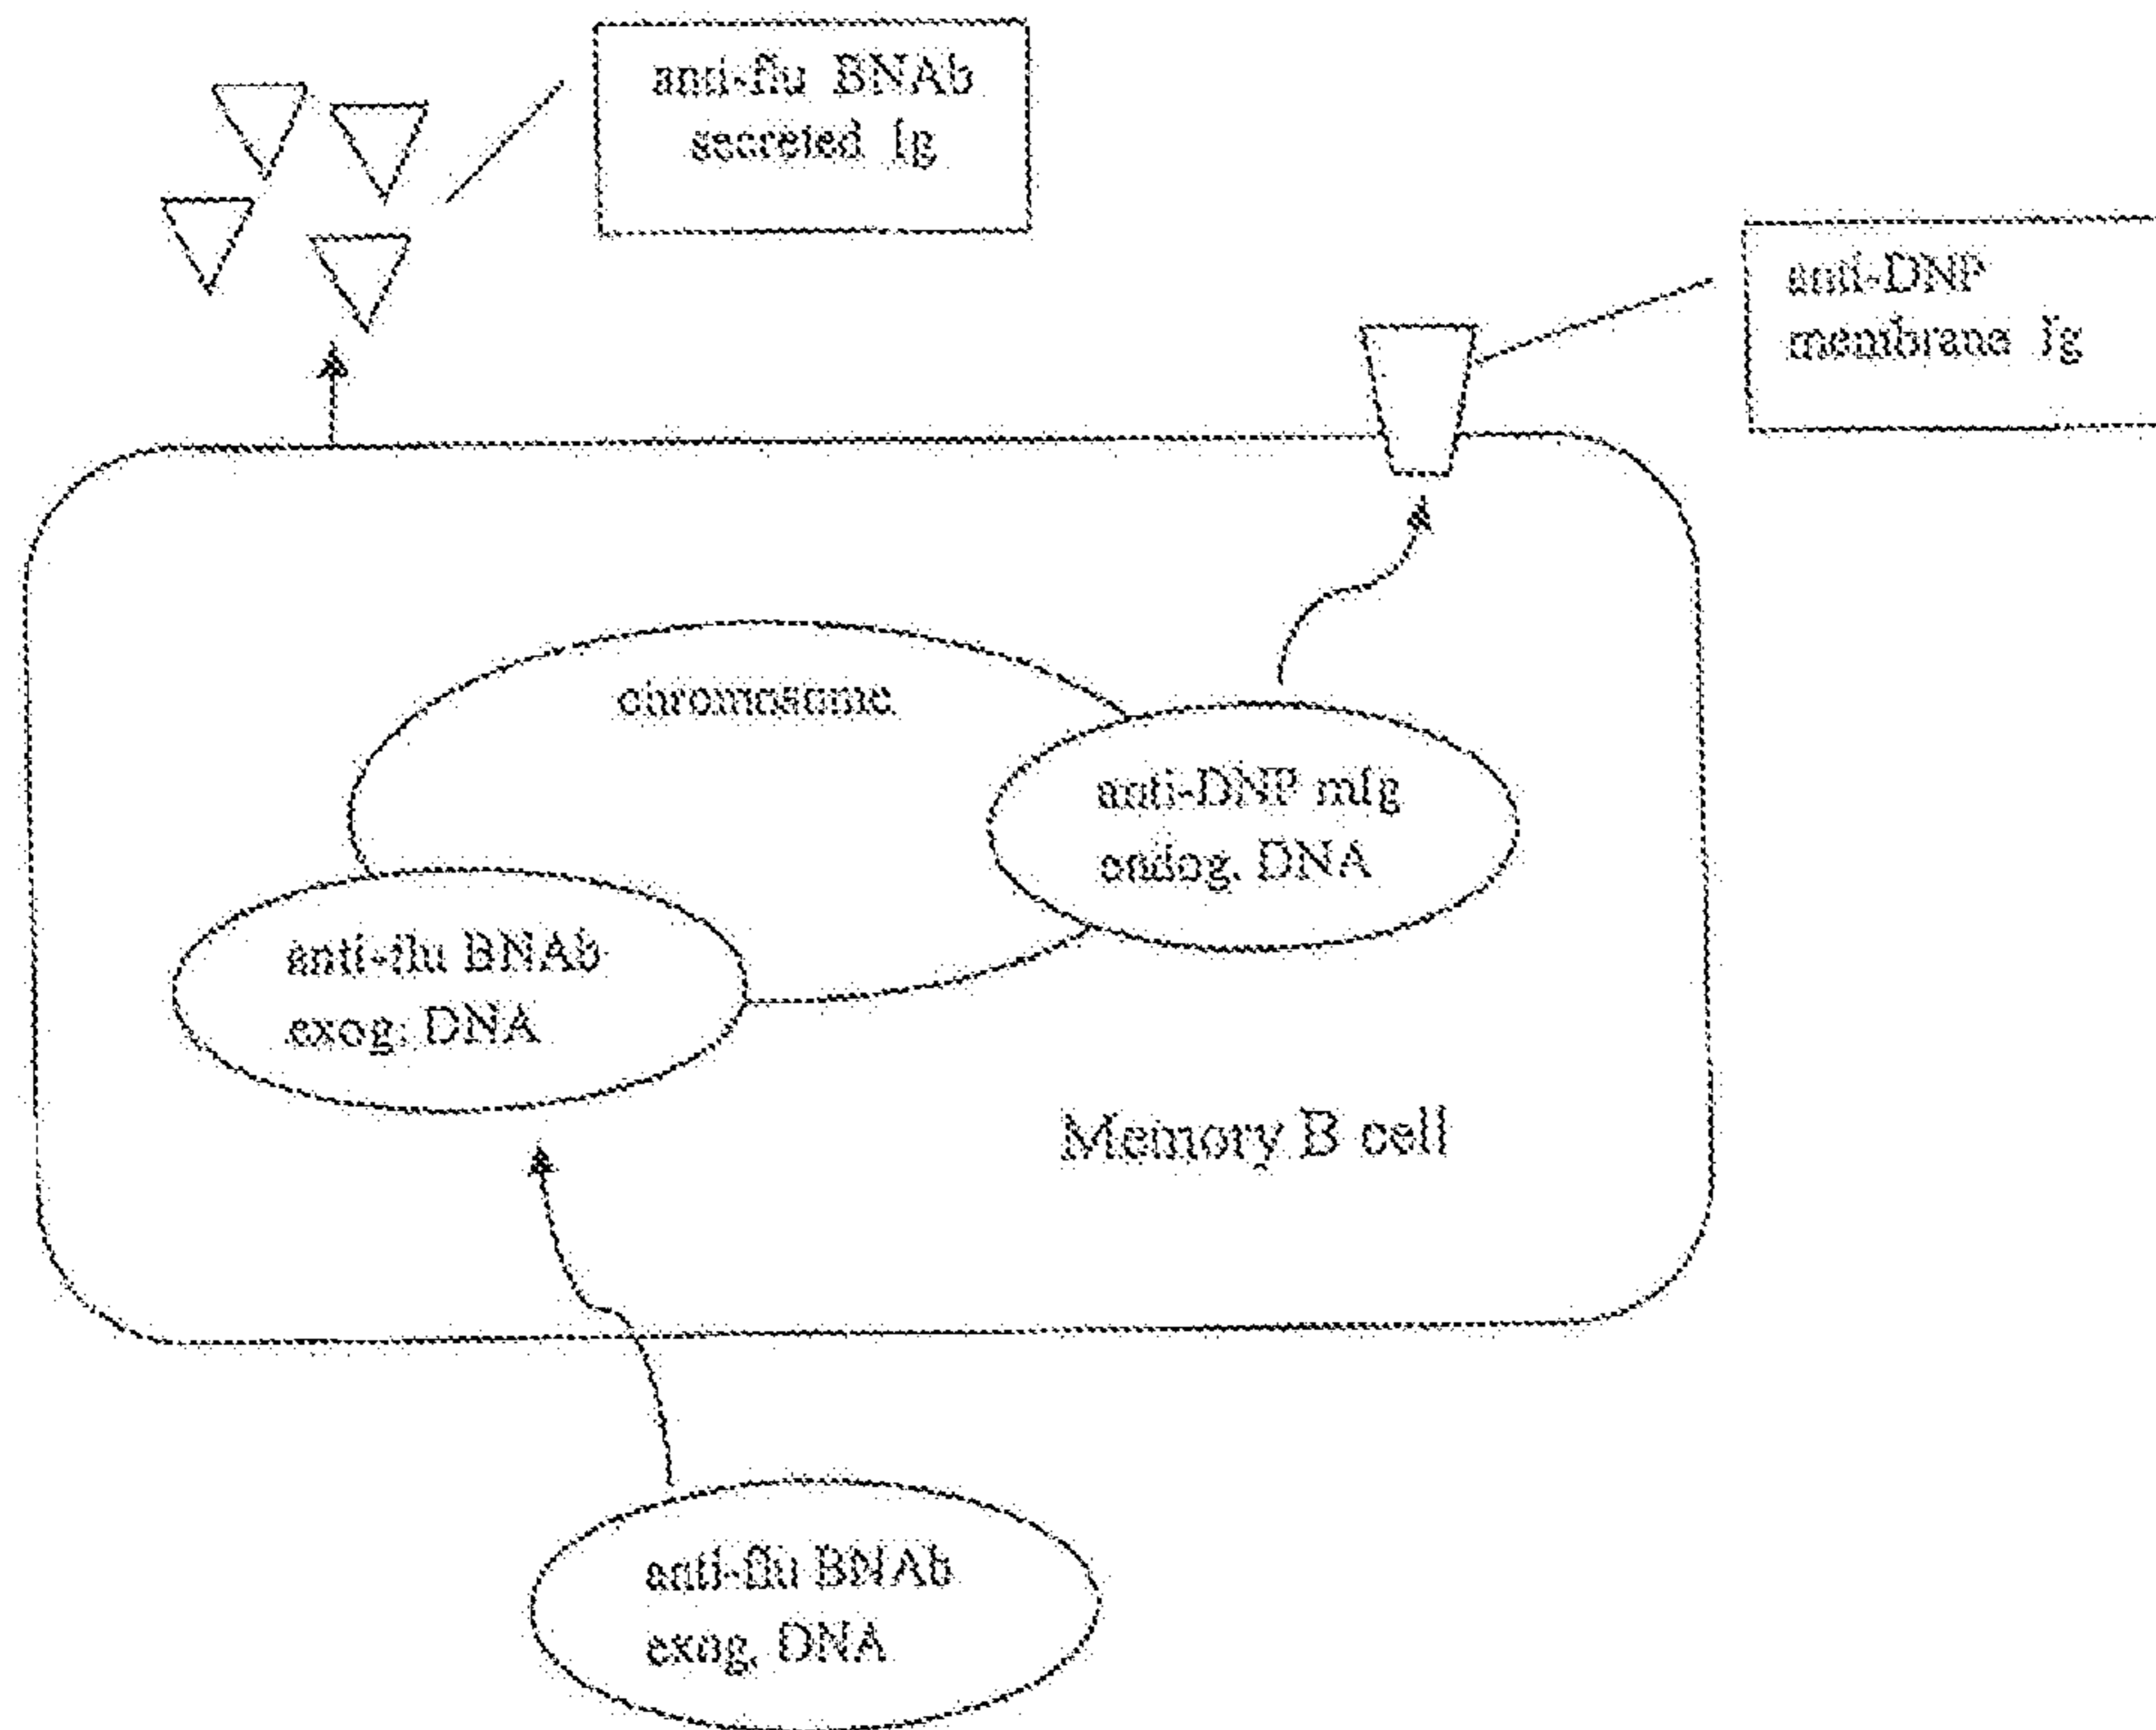 anti-flu BNAb
secreted Ig
anti-DNP
membrane Ig
chromosome
anti-DNP mIg
endog. DNA
anti-flu BNAb
exog. DNA
Memory B cell
anti-flu BNAb
exog. DNA